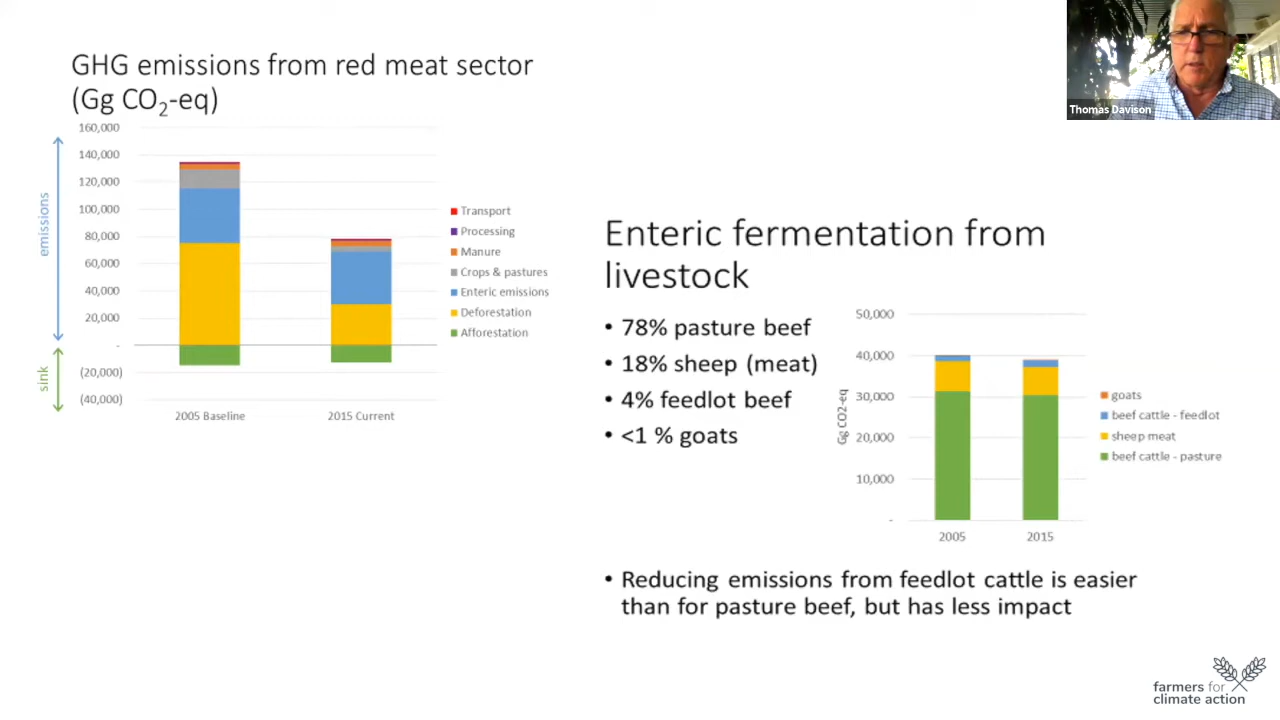 GHG emissions from red meat sector
(Gg CO₂-eq)
Thomas Davison
emissions
sink
160,000
140,000
120,000
100,000
80,000
60,000
40,000
20,000
-
(20,000)
(40,000)
2005 Baseline
2015 Current
Transport
Processing
Manure
Crops & pastures
Enteric emissions
Deforestation
Afforestation
Enteric fermentation from
livestock
• 78% pasture beef
• 18% sheep (meat)
• 4% feedlot beef
• <1 % goats
Gg CO2-eq
50,000
40,000
30,000
20,000
10,000
-
2005
2015
goats
beef cattle - feedlot
sheep meat
beef cattle - pasture
• Reducing emissions from feedlot cattle is easier
than for pasture beef, but has less impact
farmers for
climate action